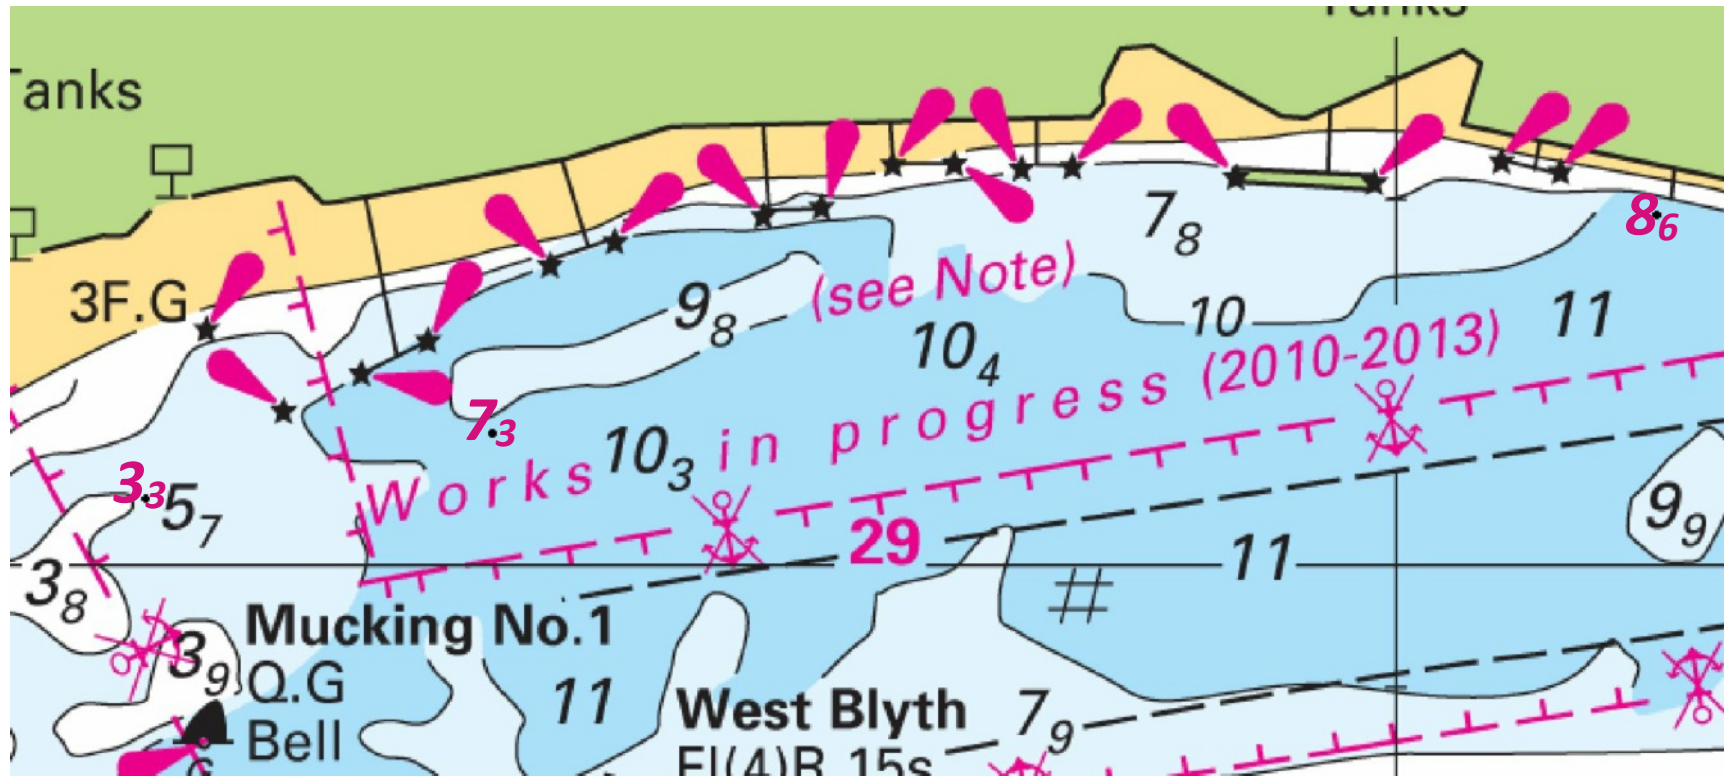 Tanks
Tanks
3F.G
7₈
8₆
9₈
(see Note)
10₄
10
11
7₃
10₃
Works in progress (2010-2013)
3₃
5₇
29
11
9₉
3₈
Mucking No.1
3₉
Q.G
11
Bell
West Blyth
7₉
Fl(4)R.15s
G